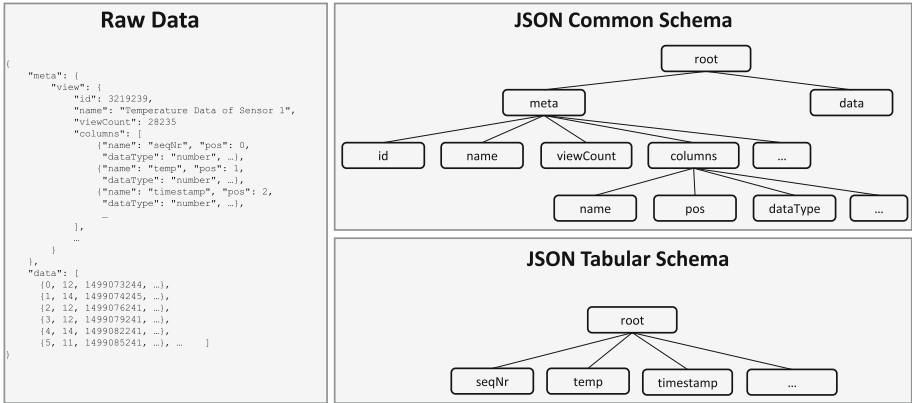 Raw Data
{
"meta": {
"view": {
"id": 3219239,
"name": "Temperature Data of Sensor 1",
"viewCount": 28235
"columns": [
{"name": "seqNr", "pos": 0,
"dataType": "number", …},
{"name": "temp", "pos": 1,
"dataType": "number", …},
{"name": "timestamp", "pos": 2,
"dataType": "number", …},
…
],
…
}
},
"data": [
{0, 12, 1499073244, …},
{1, 14, 1499074245, …},
{2, 12, 1499076241, …},
{3, 12, 1499079241, …},
{4, 14, 1499082241, …},
{5, 11, 1499085241, …}, … ]
}
JSON Common Schema
root
meta data
id name viewCount columns …
name pos dataType …
JSON Tabular Schema
root
seqNr temp timestamp …